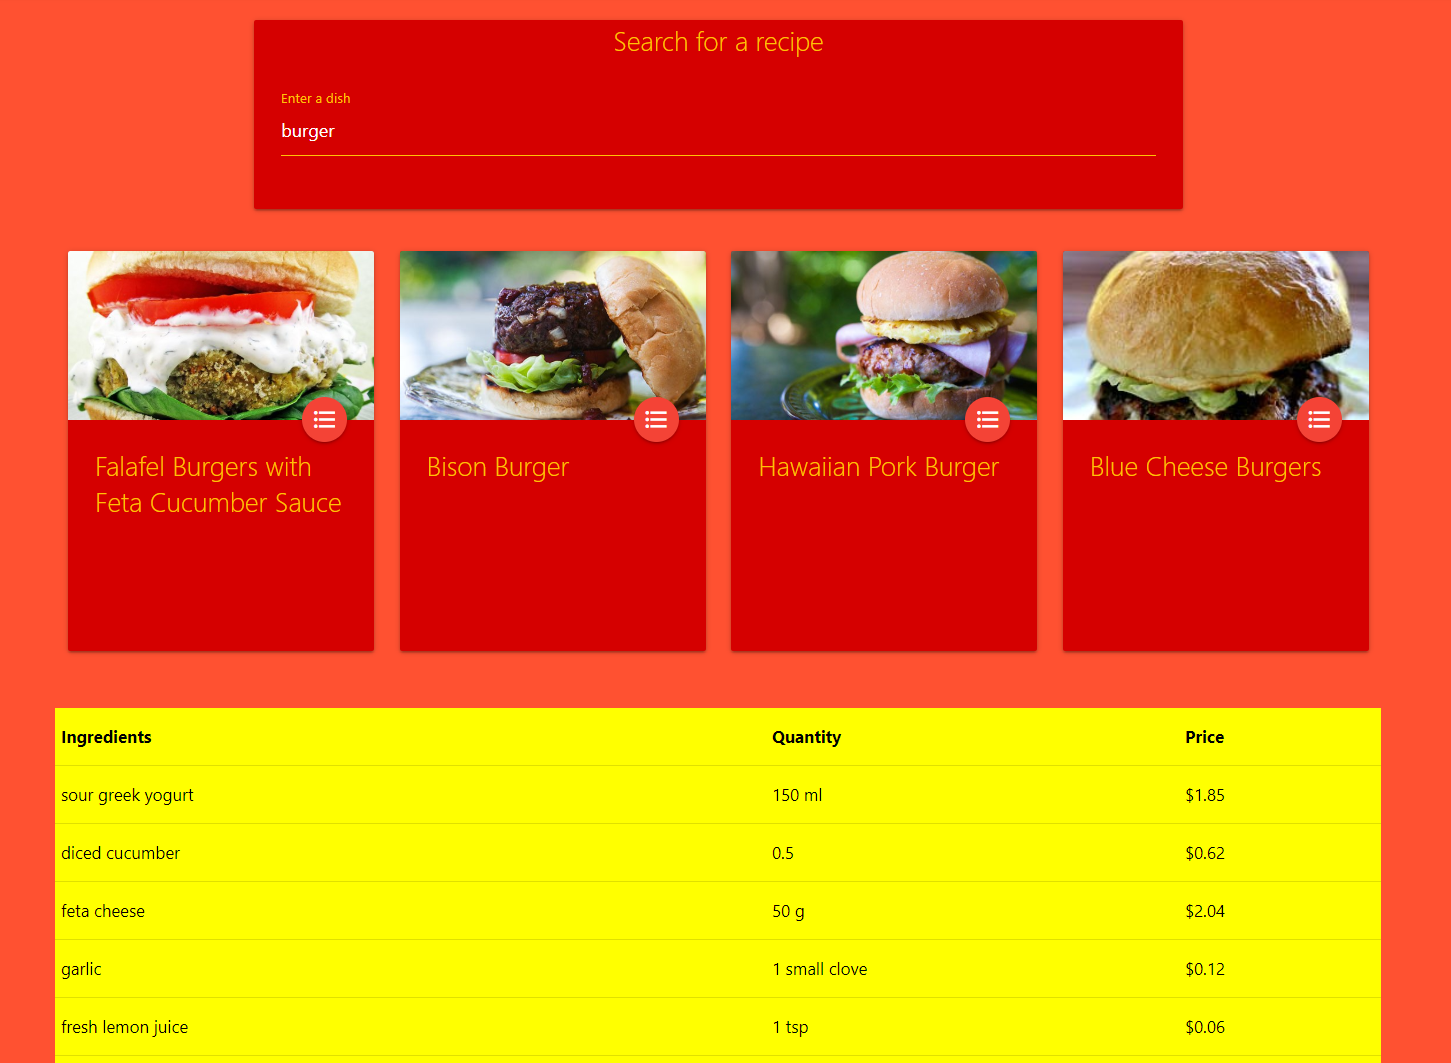 Search for a recipe
Enter a dish
burger
Falafel Burgers with
Feta Cucumber Sauce
Bison Burger
Hawaiian Pork Burger
Blue Cheese Burgers
Ingredients Quantity Price
sour greek yogurt 150 ml $1.85
diced cucumber 0.5 $0.62
feta cheese 50 g $2.04
garlic 1 small clove $0.12
fresh lemon juice 1 tsp $0.06